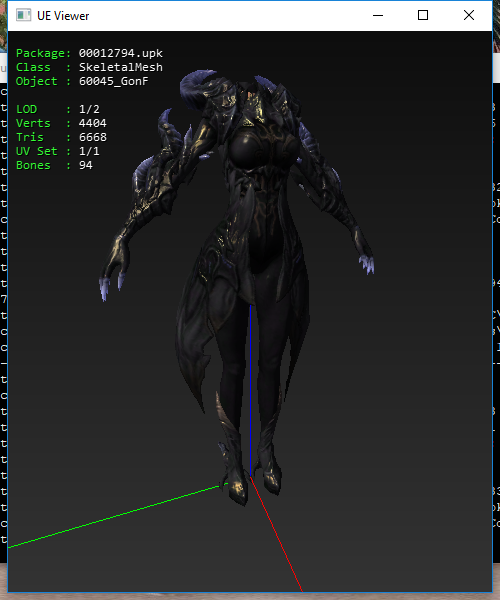 UE Viewer
Package: 00012794.upk
Class : SkeletalMesh
Object : 60045_GonF
LOD : 1/2
Verts : 4404
Tris : 6668
UV Set : 1/1
Bones : 94